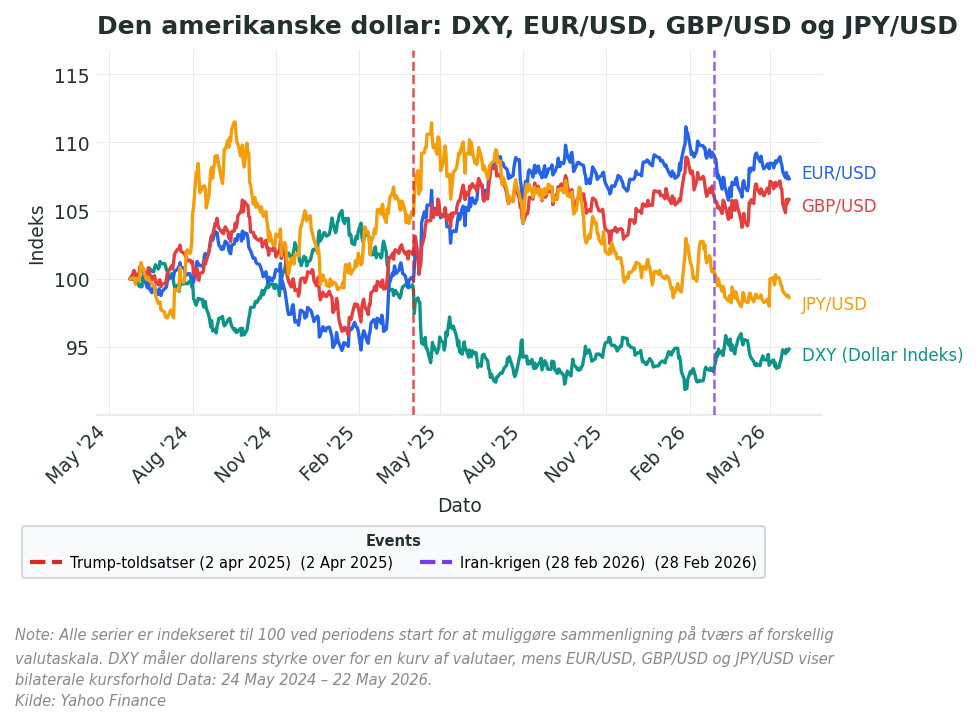 Den amerikanske dollar: DXY, EUR/USD, GBP/USD og JPY/USD
115
110
105
100
95
Indeks
EUR/USD
GBP/USD
JPY/USD
DXY (Dollar Indeks)
May '24
Aug '24
Nov '24
Feb '25
May '25
Aug '25
Nov '25
Feb '26
May '26
Dato
Events
Trump-toldsatser (2 apr 2025)  (2 Apr 2025)
Iran-krigen (28 feb 2026)  (28 Feb 2026)
Note: Alle serier er indekseret til 100 ved periodens start for at muliggøre sammenligning på tværs af forskellig
valutaskala. DXY måler dollarens styrke over for en kurv af valutaer, mens EUR/USD, GBP/USD og JPY/USD viser
bilaterale kursforhold Data: 24 May 2024 – 22 May 2026.
Kilde: Yahoo Finance